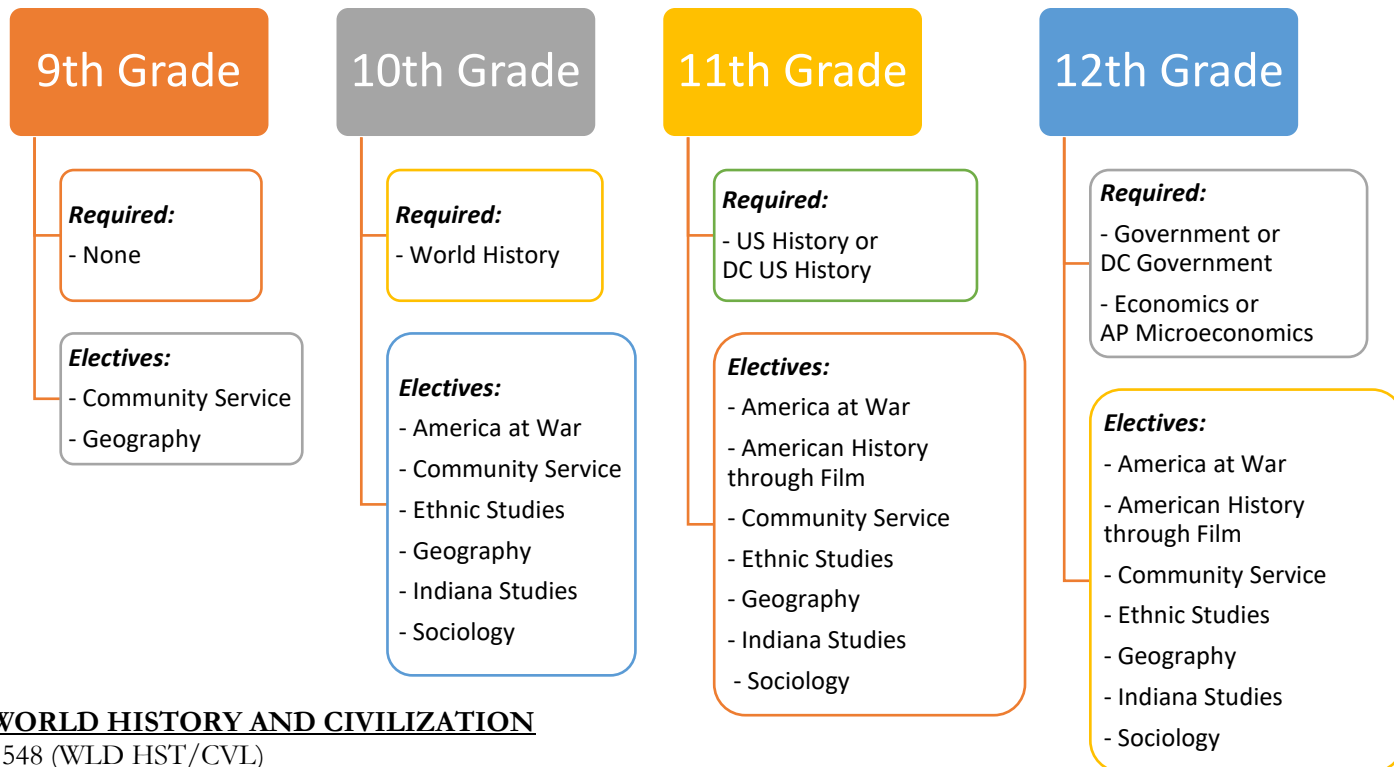 9th Grade
Required:
- None
Electives:
- Community Service
- Geography
10th Grade
Required:
- World History
Electives:
- America at War
- Community Service
- Ethnic Studies
- Geography
- Indiana Studies
- Sociology
11th Grade
Required:
- US History or
DC US History
Electives:
- America at War
- American History
through Film
- Community Service
- Ethnic Studies
- Geography
- Indiana Studies
- Sociology
12th Grade
Required:
- Government or
DC Government
- Economics or
AP Microeconomics
Electives:
- America at War
- American History
through Film
- Community Service
- Ethnic Studies
- Geography
- Indiana Studies
- Sociology
WORLD HISTORY AND CIVILIZATION
548 (WLD HST/CVL)